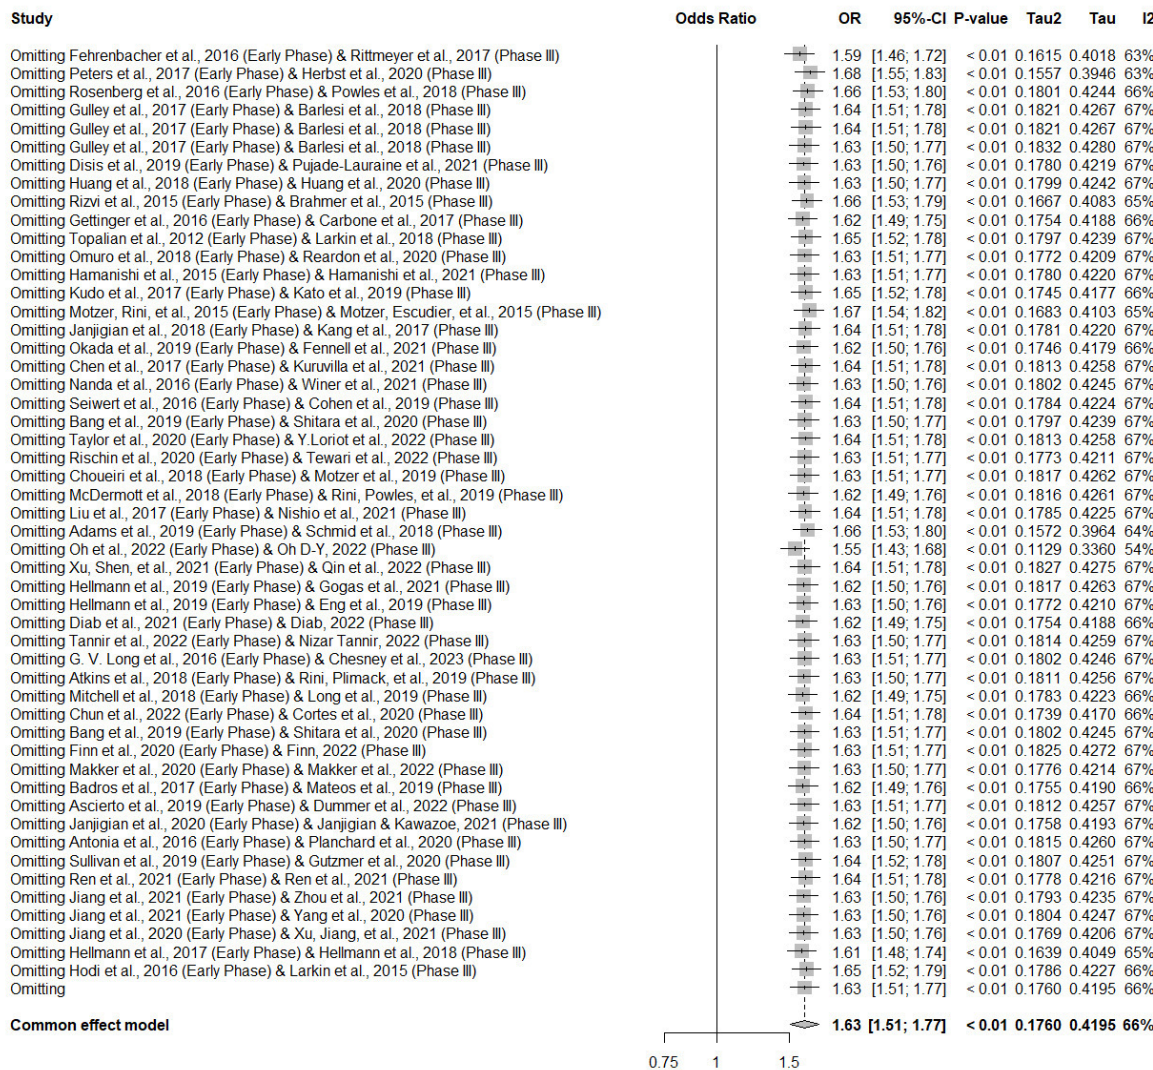 Study Odds Ratio OR 95%-CI P-value Tau2 Tau I2
Omitting Fehrenbacher et al., 2016 (Early Phase) & Rittmeyer et al., 2017 (Phase III) 1.59 [1.46; 1.72] < 0.01 0.1615 0.4018 63%
Omitting Peters et al., 2017 (Early Phase) & Herbst et al., 2020 (Phase III) 1.68 [1.55; 1.83] < 0.01 0.1557 0.3946 63%
Omitting Rosenberg et al., 2016 (Early Phase) & Powles et al., 2018 (Phase III) 1.66 [1.53; 1.80] < 0.01 0.1801 0.4244 66%
Omitting Gulley et al., 2017 (Early Phase) & Barlesi et al., 2018 (Phase III) 1.64 [1.51; 1.78] < 0.01 0.1821 0.4267 67%
Omitting Gulley et al., 2017 (Early Phase) & Barlesi et al., 2018 (Phase III) 1.64 [1.51; 1.78] < 0.01 0.1821 0.4267 67%
Omitting Gulley et al., 2017 (Early Phase) & Barlesi et al., 2018 (Phase III) 1.63 [1.50; 1.77] < 0.01 0.1832 0.4280 67%
Omitting Disis et al., 2019 (Early Phase) & Pujade-Lauraine et al., 2021 (Phase III) 1.63 [1.50; 1.76] < 0.01 0.1780 0.4219 67%
Omitting Huang et al., 2018 (Early Phase) & Huang et al., 2020 (Phase III) 1.63 [1.50; 1.77] < 0.01 0.1799 0.4242 67%
Omitting Rizvi et al., 2015 (Early Phase) & Brahmer et al., 2015 (Phase III) 1.66 [1.53; 1.79] < 0.01 0.1667 0.4083 65%
Omitting Gettinger et al., 2016 (Early Phase) & Carbone et al., 2017 (Phase III) 1.62 [1.49; 1.75] < 0.01 0.1754 0.4188 66%
Omitting Topalian et al., 2012 (Early Phase) & Larkin et al., 2018 (Phase III) 1.65 [1.52; 1.78] < 0.01 0.1797 0.4239 67%
Omitting Omuro et al., 2018 (Early Phase) & Reardon et al., 2020 (Phase III) 1.63 [1.51; 1.77] < 0.01 0.1772 0.4209 67%
Omitting Hamanishi et al., 2015 (Early Phase) & Hamanishi et al., 2021 (Phase III) 1.63 [1.51; 1.77] < 0.01 0.1780 0.4220 67%
Omitting Kudo et al., 2017 (Early Phase) & Kato et al., 2019 (Phase III) 1.65 [1.52; 1.78] < 0.01 0.1745 0.4177 66%
Omitting Motzer, Rini, et al., 2015 (Early Phase) & Motzer, Escudier, et al., 2015 (Phase III) 1.67 [1.54; 1.82] < 0.01 0.1683 0.4103 65%
Omitting Janjigian et al., 2018 (Early Phase) & Kang et al., 2017 (Phase III) 1.64 [1.51; 1.78] < 0.01 0.1781 0.4220 67%
Omitting Okada et al., 2019 (Early Phase) & Fennell et al., 2021 (Phase III) 1.62 [1.50; 1.76] < 0.01 0.1746 0.4179 66%
Omitting Chen et al., 2017 (Early Phase) & Kuruvilla et al., 2021 (Phase III) 1.64 [1.51; 1.78] < 0.01 0.1813 0.4258 67%
Omitting Nanda et al., 2016 (Early Phase) & Winer et al., 2021 (Phase III) 1.63 [1.50; 1.76] < 0.01 0.1802 0.4245 67%
Omitting Seiwert et al., 2016 (Early Phase) & Cohen et al., 2019 (Phase III) 1.64 [1.51; 1.78] < 0.01 0.1784 0.4224 67%
Omitting Bang et al., 2019 (Early Phase) & Shitara et al., 2020 (Phase III) 1.63 [1.50; 1.77] < 0.01 0.1797 0.4239 67%
Omitting Taylor et al., 2020 (Early Phase) & Y.Loriot et al., 2022 (Phase III) 1.64 [1.51; 1.78] < 0.01 0.1813 0.4258 67%
Omitting Rischin et al., 2020 (Early Phase) & Tewari et al., 2022 (Phase III) 1.63 [1.51; 1.77] < 0.01 0.1773 0.4211 67%
Omitting Choueiri et al., 2018 (Early Phase) & Motzer et al., 2019 (Phase III) 1.63 [1.51; 1.77] < 0.01 0.1817 0.4262 67%
Omitting McDermott et al., 2018 (Early Phase) & Rini, Powles, et al., 2019 (Phase III) 1.62 [1.49; 1.76] < 0.01 0.1816 0.4261 67%
Omitting Liu et al., 2017 (Early Phase) & Nishio et al., 2021 (Phase III) 1.64 [1.51; 1.78] < 0.01 0.1785 0.4225 67%
Omitting Adams et al., 2019 (Early Phase) & Schmid et al., 2018 (Phase III) 1.66 [1.53; 1.80] < 0.01 0.1572 0.3964 64%
Omitting Oh et al., 2022 (Early Phase) & Oh D-Y, 2022 (Phase III) 1.55 [1.43; 1.68] < 0.01 0.1129 0.3360 54%
Omitting Xu, Shen, et al., 2021 (Early Phase) & Qin et al., 2022 (Phase III) 1.64 [1.51; 1.78] < 0.01 0.1827 0.4275 67%
Omitting Hellmann et al., 2019 (Early Phase) & Gogas et al., 2021 (Phase III) 1.62 [1.50; 1.76] < 0.01 0.1817 0.4263 67%
Omitting Hellmann et al., 2019 (Early Phase) & Eng et al., 2019 (Phase III) 1.63 [1.50; 1.76] < 0.01 0.1772 0.4210 67%
Omitting Diab et al., 2021 (Early Phase) & Diab, 2022 (Phase III) 1.62 [1.49; 1.75] < 0.01 0.1754 0.4188 66%
Omitting Tannir et al., 2022 (Early Phase) & Nizar Tannir, 2022 (Phase III) 1.63 [1.50; 1.77] < 0.01 0.1814 0.4259 67%
Omitting G. V. Long et al., 2016 (Early Phase) & Chesney et al., 2023 (Phase III) 1.63 [1.51; 1.77] < 0.01 0.1802 0.4246 67%
Omitting Atkins et al., 2018 (Early Phase) & Rini, Plimack, et al., 2019 (Phase III) 1.63 [1.50; 1.77] < 0.01 0.1811 0.4256 67%
Omitting Mitchell et al., 2018 (Early Phase) & Long et al., 2019 (Phase III) 1.62 [1.49; 1.75] < 0.01 0.1783 0.4223 66%
Omitting Chun et al., 2022 (Early Phase) & Cortes et al., 2020 (Phase III) 1.64 [1.51; 1.78] < 0.01 0.1739 0.4170 66%
Omitting Bang et al., 2019 (Early Phase) & Shitara et al., 2020 (Phase III) 1.63 [1.51; 1.77] < 0.01 0.1802 0.4245 67%
Omitting Finn et al., 2020 (Early Phase) & Finn, 2022 (Phase III) 1.63 [1.51; 1.77] < 0.01 0.1825 0.4272 67%
Omitting Makker et al., 2020 (Early Phase) & Makker et al., 2022 (Phase III) 1.63 [1.50; 1.77] < 0.01 0.1776 0.4214 67%
Omitting Badros et al., 2017 (Early Phase) & Mateos et al., 2019 (Phase III) 1.62 [1.49; 1.76] < 0.01 0.1755 0.4190 66%
Omitting Ascierto et al., 2019 (Early Phase) & Dummer et al., 2022 (Phase III) 1.63 [1.51; 1.77] < 0.01 0.1812 0.4257 67%
Omitting Janjigian et al., 2020 (Early Phase) & Janjigian & Kawazoe, 2021 (Phase III) 1.62 [1.50; 1.76] < 0.01 0.1758 0.4193 66%
Omitting Antonia et al., 2016 (Early Phase) & Planchard et al., 2020 (Phase III) 1.63 [1.50; 1.77] < 0.01 0.1815 0.4260 67%
Omitting Sullivan et al., 2019 (Early Phase) & Gutzmer et al., 2020 (Phase III) 1.64 [1.52; 1.78] < 0.01 0.1807 0.4251 67%
Omitting Ren et al., 2021 (Early Phase) & Ren et al., 2021 (Phase III) 1.64 [1.51; 1.78] < 0.01 0.1778 0.4216 67%
Omitting Jiang et al., 2021 (Early Phase) & Zhou et al., 2021 (Phase III) 1.63 [1.50; 1.76] < 0.01 0.1793 0.4235 67%
Omitting Jiang et al., 2021 (Early Phase) & Yang et al., 2020 (Phase III) 1.63 [1.50; 1.76] < 0.01 0.1804 0.4247 67%
Omitting Jiang et al., 2020 (Early Phase) & Xu, Jiang, et al., 2021 (Phase III) 1.63 [1.50; 1.76] < 0.01 0.1769 0.4206 67%
Omitting Hellmann et al., 2017 (Early Phase) & Hellmann et al., 2018 (Phase III) 1.61 [1.48; 1.74] < 0.01 0.1639 0.4049 65%
Omitting Hodi et al., 2016 (Early Phase) & Larkin et al., 2015 (Phase III) 1.65 [1.52; 1.79] < 0.01 0.1786 0.4227 66%
Omitting 1.63 [1.51; 1.77] < 0.01 0.1760 0.4195 66%
Common effect model 1.63 [1.51; 1.77] < 0.01 0.1760 0.4195 66%
0.75 1 1.5